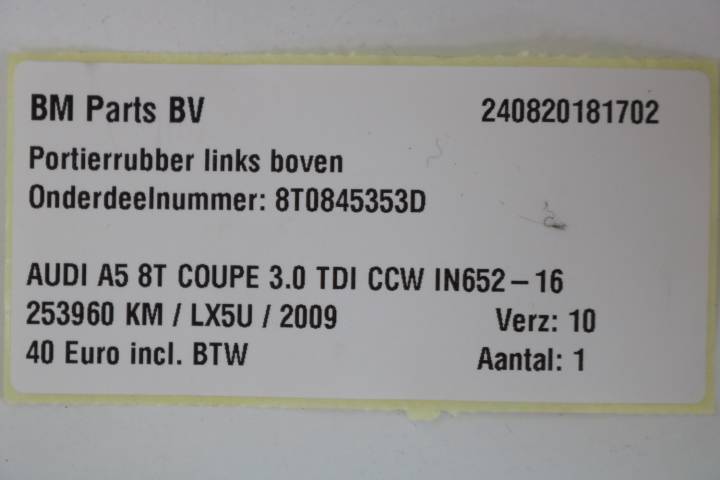 BM Parts BV 240820181702
Portierrubber links boven
Onderdeelnummer: 8T0845353D
AUDI A5 8T COUPE 3.0 TDI CCW IN652-16
253960 KM / LX5U / 2009 Verz: 10
40 Euro incl. BTW Aantal: 1